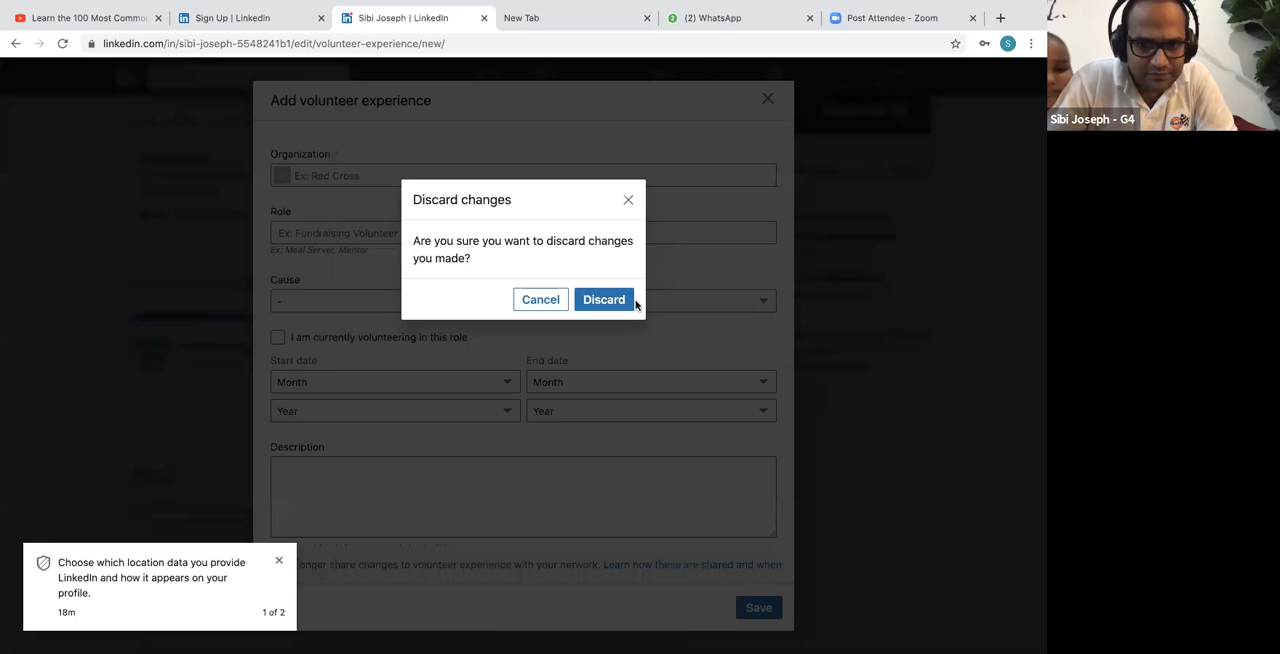 Learn the 100 Most Commo
Sign Up | LinkedIn
Sibi Joseph | LinkedIn
New Tab
(2) WhatsApp
Post Attendee - Zoom
linkedin.com/in/sibi-joseph-5548241b1/edit/volunteer-experience/new/
S
Sibi Joseph - G4
Add volunteer experience
Organization *
Ex: Red Cross
Role
Ex: Fundraising Volunteer
Ex: Meal Server, Mentor
Cause
-
I am currently volunteering in this role
Start date
End date
Month
Month
Year
Year
Description
Discard changes
Are you sure you want to discard changes
you made?
Cancel
Discard
longer share changes to volunteer experience with your network. Learn how these are shared and when
Save
Choose which location data you provide
LinkedIn and how it appears on your
profile.
18m
1 of 2